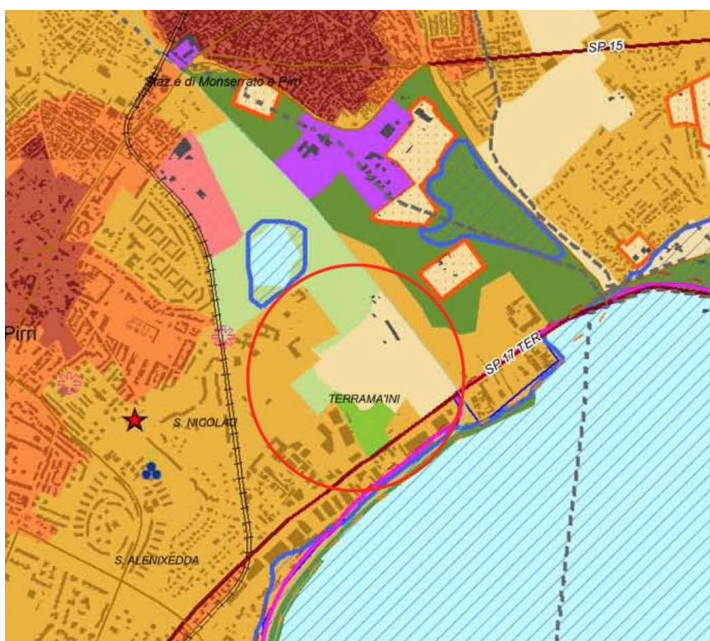 SP 15
Staz.e di Monserrato e Pirri
Pirri
SP 17 TER
TERRAMA'INI
S. NICOLAO
S. ALENIXEDDA